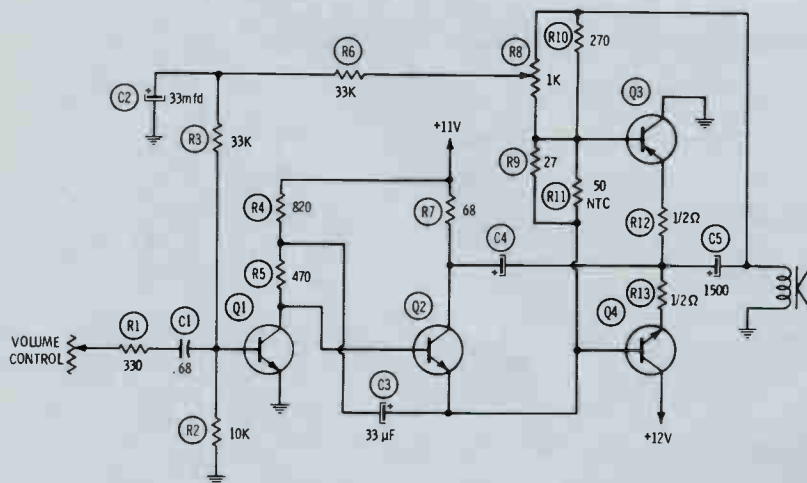 R6
R8
R10
270
C2
+
33mfd
33K
1K
Q3
R3
33K
+11V
R9
27
R4
820
R7
68
R11
50
NTC
C4
R12
1/2Ω
C5
R5
470
+
+
1500
R13
1/2Ω
Q1
Q2
Q4
VOLUME
CONTROL
R1
C1
330
.68
C3
+
33 µF
R2
10K
+12V